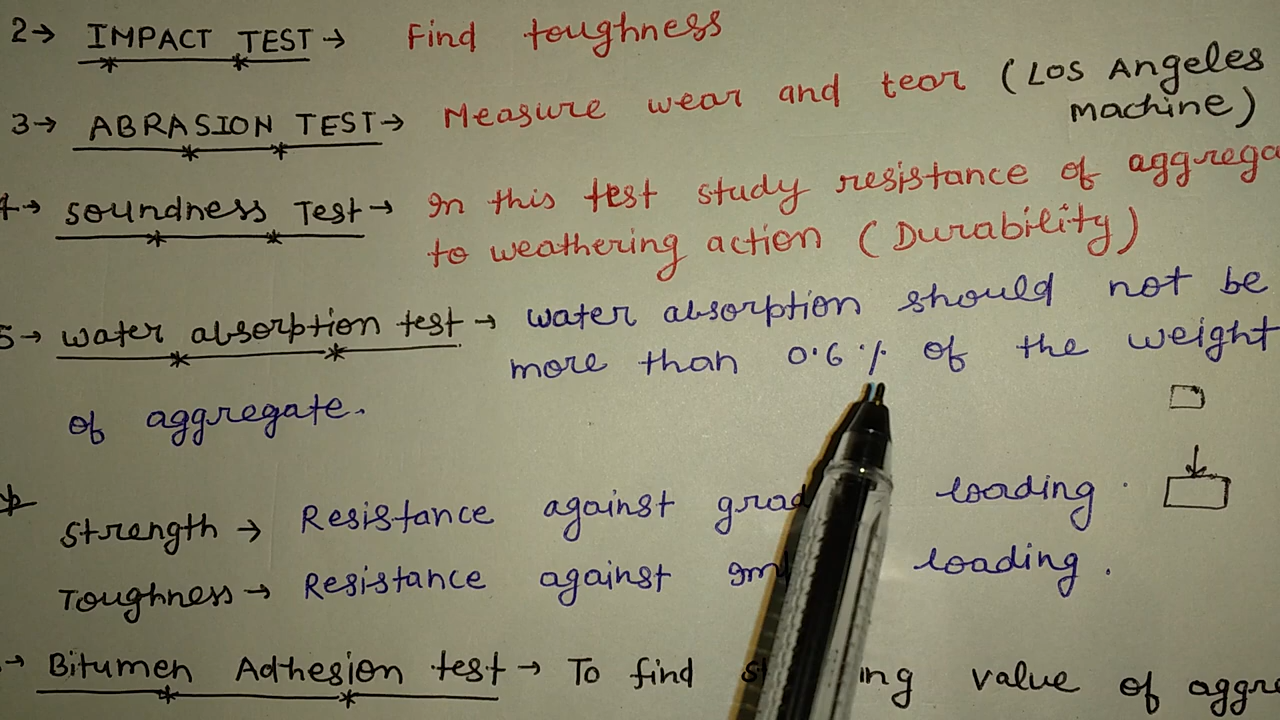 2→ IMPACT TEST → Find toughness
3→ ABRASION TEST → Measure wear and tear (Los Angeles machine)
→ soundness Test → In this test study resistance of
to weathering action (Durability)
5→ water absorption test → water absorption should not be
more than 0.6% of the weight
of aggregate.
Strength → Resistance against loading.
Toughness → Resistance against loading.
→ Bitumen Adhesion test → To find value of